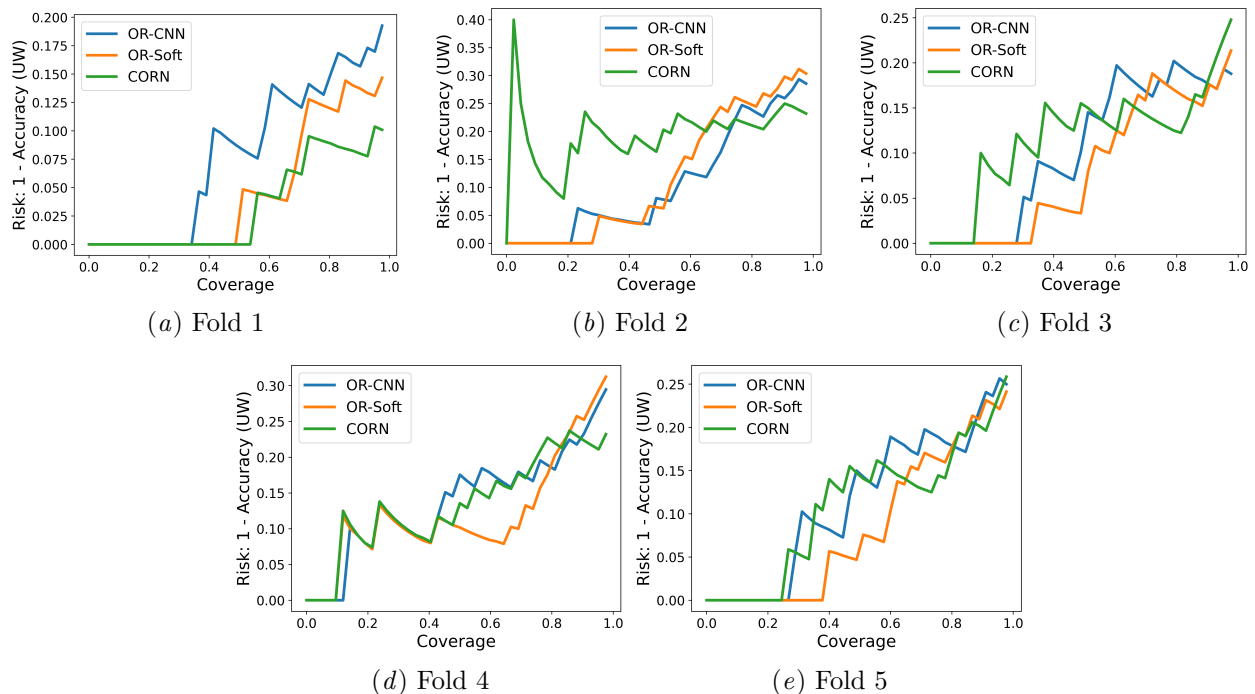 Risk: 1 - Accuracy (UW)
0.200
0.175
0.150
0.125
0.100
0.075
0.050
0.025
0.000
OR-CNN
OR-Soft
CORN
0.0 0.2 0.4 0.6 0.8 1.0
Coverage
(a) Fold 1
Risk: 1 - Accuracy (UW)
0.40
0.35
0.30
0.25
0.20
0.15
0.10
0.05
0.00
OR-CNN
OR-Soft
CORN
0.0 0.2 0.4 0.6 0.8 1.0
Coverage
(b) Fold 2
Risk: 1 - Accuracy (UW)
0.25
0.20
0.15
0.10
0.05
0.00
OR-CNN
OR-Soft
CORN
0.0 0.2 0.4 0.6 0.8 1.0
Coverage
(c) Fold 3
Risk: 1 - Accuracy (UW)
0.30
0.25
0.20
0.15
0.10
0.05
0.00
OR-CNN
OR-Soft
CORN
0.0 0.2 0.4 0.6 0.8 1.0
Coverage
(d) Fold 4
Risk: 1 - Accuracy (UW)
0.25
0.20
0.15
0.10
0.05
0.00
OR-CNN
OR-Soft
CORN
0.0 0.2 0.4 0.6 0.8 1.0
Coverage
(e) Fold 5